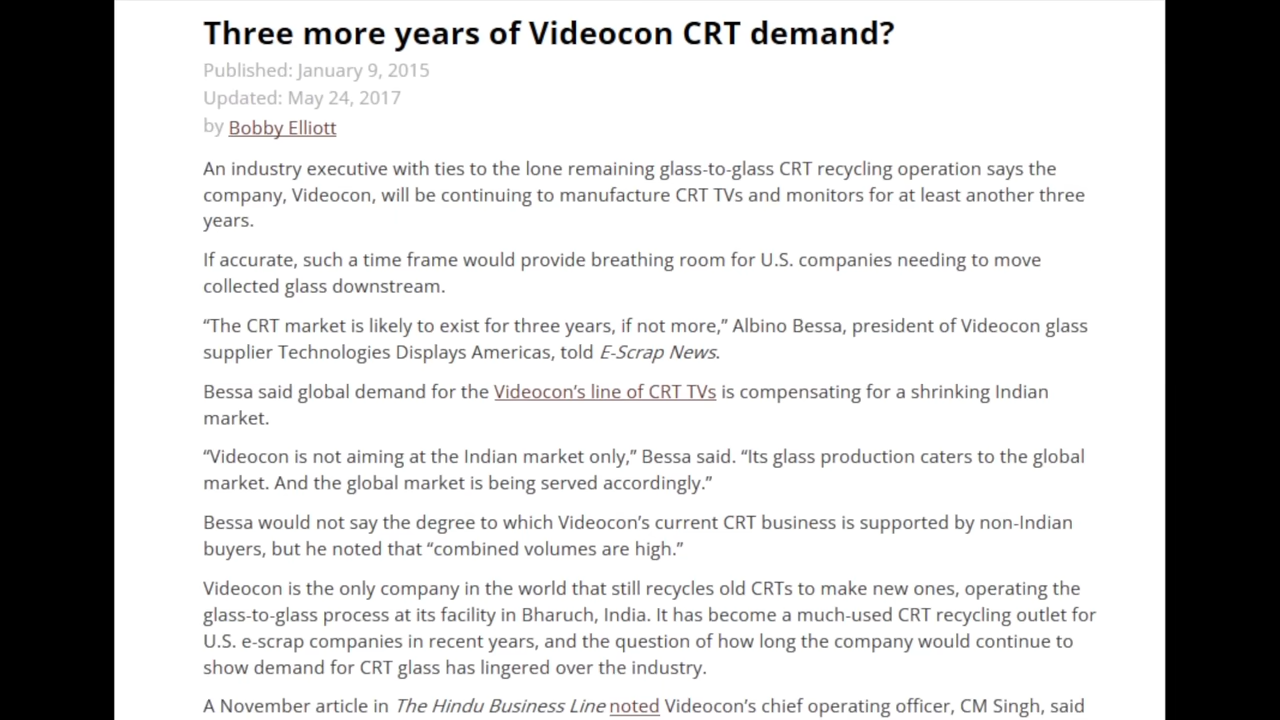 Three more years of Videocon CRT demand?
Published: January 9, 2015
Updated: May 24, 2017
by Bobby Elliott
An industry executive with ties to the lone remaining glass-to-glass CRT recycling operation says the
company, Videocon, will be continuing to manufacture CRT TVs and monitors for at least another three
years.
If accurate, such a time frame would provide breathing room for U.S. companies needing to move
collected glass downstream.
“The CRT market is likely to exist for three years, if not more,” Albino Bessa, president of Videocon glass
supplier Technologies Displays Americas, told E-Scrap News.
Bessa said global demand for the Videocon’s line of CRT TVs is compensating for a shrinking Indian
market.
“Videocon is not aiming at the Indian market only,” Bessa said. “Its glass production caters to the global
market. And the global market is being served accordingly.”
Bessa would not say the degree to which Videocon’s current CRT business is supported by non-Indian
buyers, but he noted that “combined volumes are high.”
Videocon is the only company in the world that still recycles old CRTs to make new ones, operating the
glass-to-glass process at its facility in Bharuch, India. It has become a much-used CRT recycling outlet for
U.S. e-scrap companies in recent years, and the question of how long the company would continue to
show demand for CRT glass has lingered over the industry.
A November article in The Hindu Business Line noted Videocon’s chief operating officer, CM Singh, said